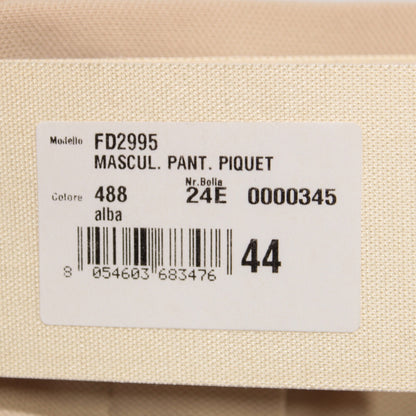 Modello FD2995
MASCUL. PANT. PIQUET
Nr.Bolla
Colore 488 24E 0000345
alba
44
8 054603 683476